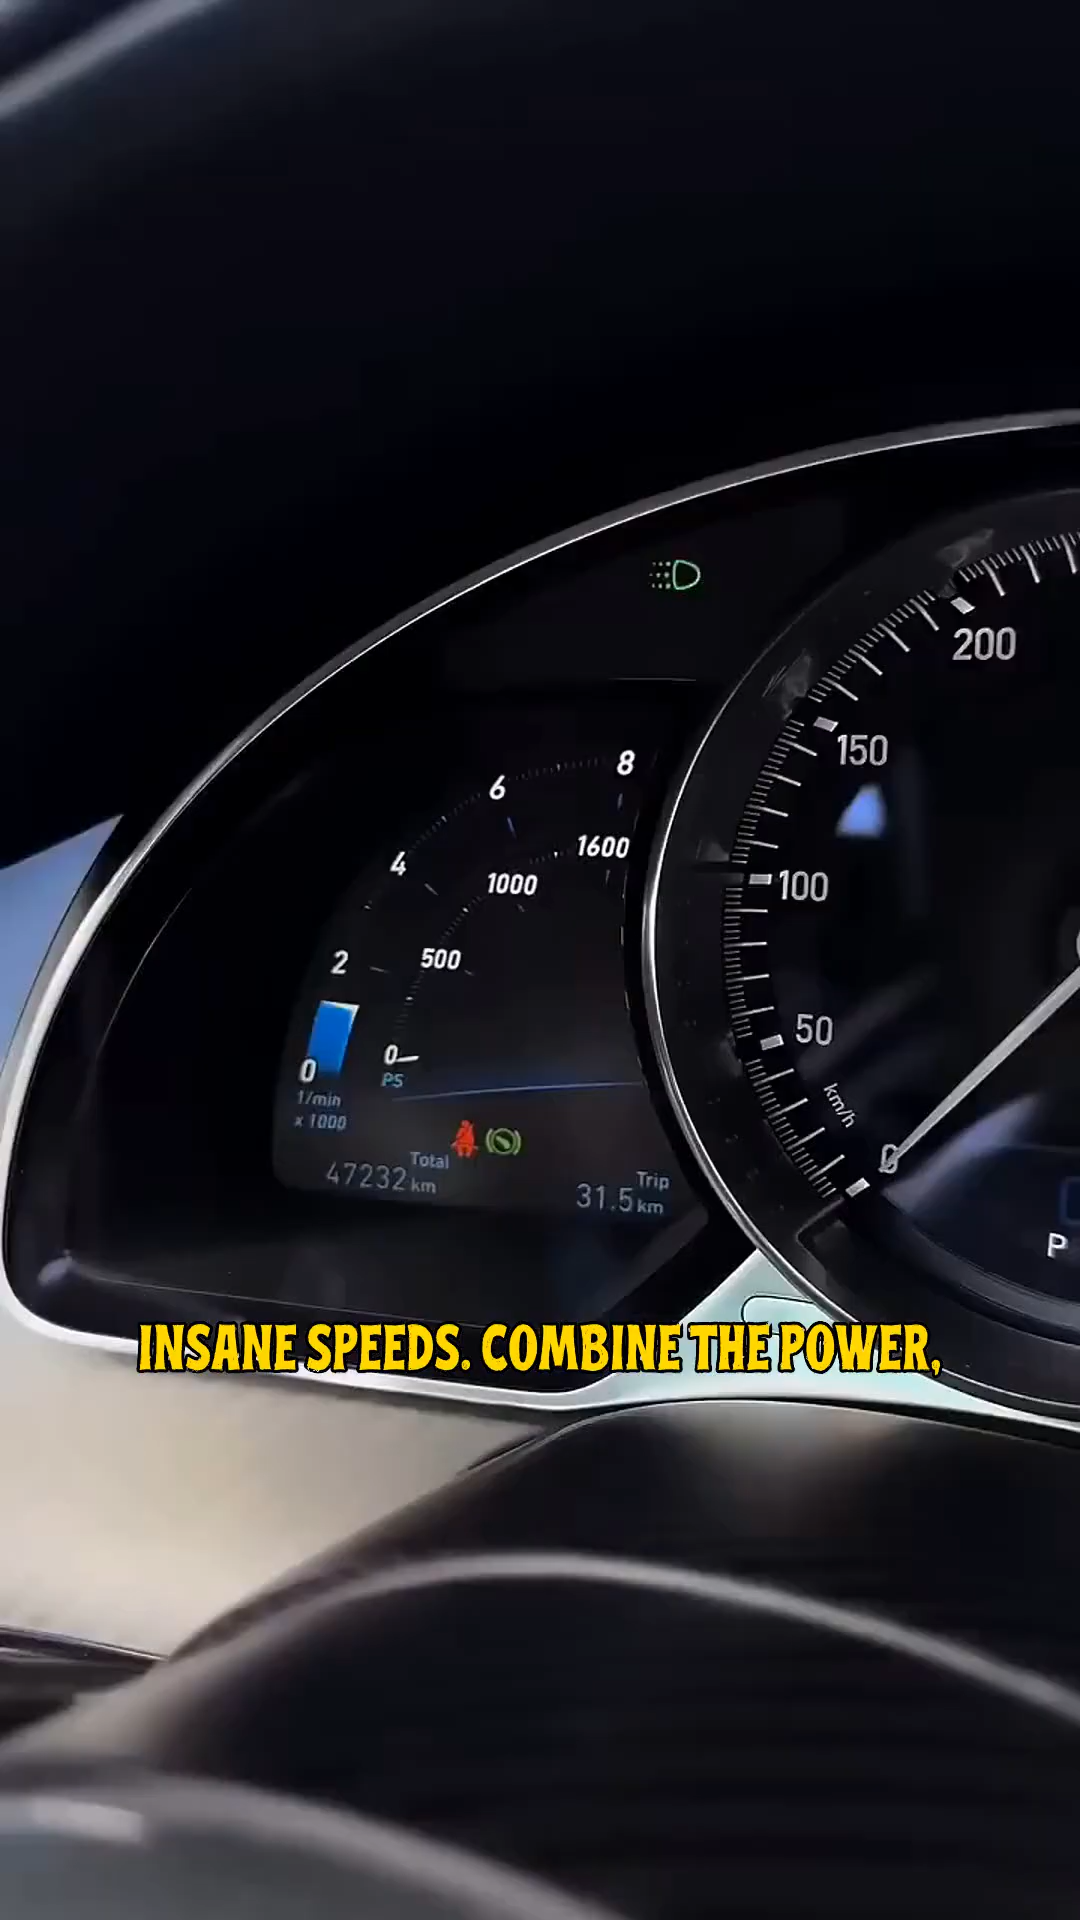 200
150
100
50
km/h
0
8
6
4
2
0
1/min
x 1000
1600
1000
500
0
PS
Total
47232 km
Trip
31.5 km
P
INSANE SPEEDS. COMBINE THE POWER,